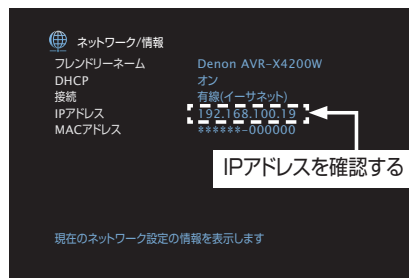 ネットワーク/情報
フレンドリーネーム Denon AVR-X4200W
DHCP オン
接続 有線(イーサネット)
IPアドレス 192.168.100.19
MACアドレス ******-000000
IPアドレスを確認する
現在のネットワーク設定の情報を表示します